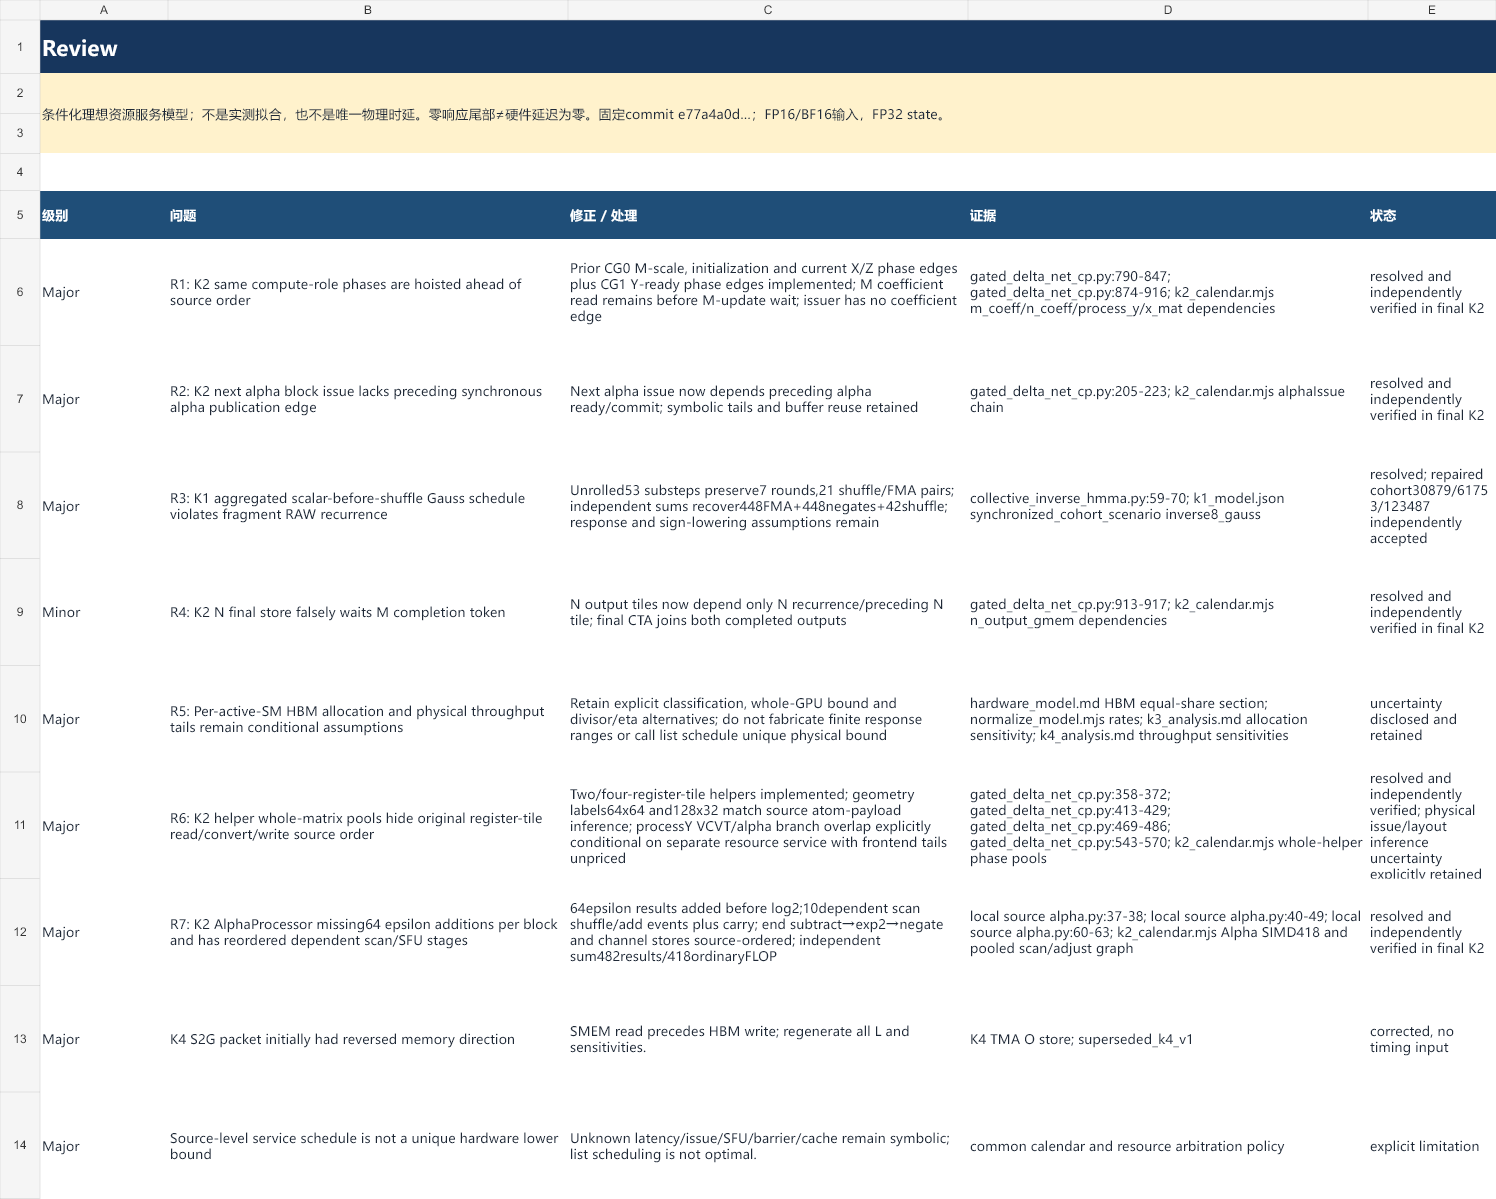 A B C D E
1 Review
2
条件化理想资源服务模型；不是实测拟合，也不是唯一物理时延。零响应尾部≠硬件延迟为零。固定commit e77a4a0d...；FP16/BF16输入，FP32 state。
3
4
5 级别 问题 修正 / 处理 证据 状态
6
Major
R1: K2 same compute-role phases are hoisted ahead of
source order
Prior CG0 M-scale, initialization and current X/Z phase edges
plus CG1 Y-ready phase edges implemented; M coefficient
read remains before M-update wait; issuer has no coefficient
edge
gated_delta_net_cp.py:790-847;
gated_delta_net_cp.py:874-916; k2_calendar.mjs
m_coeff/n_coeff/process_y/x_mat dependencies
resolved and
independently
verified in final K2
7
Major
R2: K2 next alpha block issue lacks preceding synchronous
alpha publication edge
Next alpha issue now depends preceding alpha
ready/commit; symbolic tails and buffer reuse retained
gated_delta_net_cp.py:205-223; k2_calendar.mjs alphaIssue
chain
resolved and
independently
verified in final K2
8
Major
R3: K1 aggregated scalar-before-shuffle Gauss schedule
violates fragment RAW recurrence
Unrolled53 substeps preserve7 rounds,21 shuffle/FMA pairs;
independent sums recover448FMA+448negates+42shuffle;
response and sign-lowering assumptions remain
collective_inverse_hmma.py:59-70; k1_model.json
synchronized_cohort_scenario inverse8_gauss
resolved; repaired
cohort30879/6175
3/123487
independently
accepted
9
Minor
R4: K2 N final store falsely waits M completion token
N output tiles now depend only N recurrence/preceding N
tile; final CTA joins both completed outputs
gated_delta_net_cp.py:913-917; k2_calendar.mjs
n_output_gmem dependencies
resolved and
independently
verified in final K2
10
Major
R5: Per-active-SM HBM allocation and physical throughput
tails remain conditional assumptions
Retain explicit classification, whole-GPU bound and
divisor/eta alternatives; do not fabricate finite response
ranges or call list schedule unique physical bound
hardware_model.md HBM equal-share section;
normalize_model.mjs rates; k3_analysis.md allocation
sensitivity; k4_analysis.md throughput sensitivities
uncertainty
disclosed and
retained
11
Major
R6: K2 helper whole-matrix pools hide original register-tile
read/convert/write source order
Two/four-register-tile helpers implemented; geometry
labels64x64 and128x32 match source atom-payload
inference; processY VCVT/alpha branch overlap explicitly
conditional on separate resource service with frontend tails
unpriced
gated_delta_net_cp.py:358-372;
gated_delta_net_cp.py:413-429;
gated_delta_net_cp.py:469-486;
gated_delta_net_cp.py:543-570; k2_calendar.mjs whole-helper
phase pools
resolved and
independently
verified; physical
issue/layout
inference
uncertainty
explicitly retained
12
Major
R7: K2 AlphaProcessor missing64 epsilon additions per block
and has reordered dependent scan/SFU stages
64epsilon results added before log2;10dependent scan
shuffle/add events plus carry; end subtract→exp2→negate
and channel stores source-ordered; independent
sum482results/418ordinaryFLOP
local source alpha.py:37-38; local source alpha.py:40-49; local
source alpha.py:60-63; k2_calendar.mjs Alpha SIMD418 and
pooled scan/adjust graph
resolved and
independently
verified in final K2
13
Major
K4 S2G packet initially had reversed memory direction
SMEM read precedes HBM write; regenerate all L and
sensitivities.
K4 TMA O store; superseded_k4_v1
corrected, no
timing input
14
Major
Source-level service schedule is not a unique hardware lower
bound
Unknown latency/issue/SFU/barrier/cache remain symbolic;
list scheduling is not optimal.
common calendar and resource arbitration policy
explicit limitation